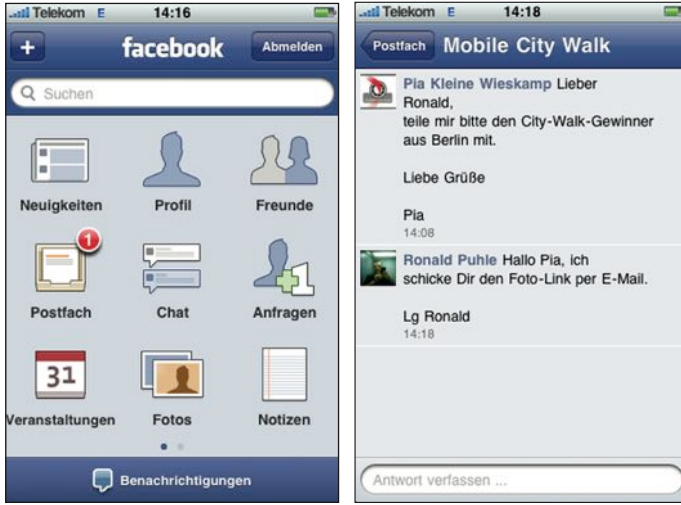 Telekom E 14:16
+ facebook Abmelden
Suchen
Neuigkeiten Profil Freunde
1
Postfach Chat Anfragen
31
Veranstaltungen Fotos Notizen
Benachrichtigungen
Telekom E 14:18
Postfach Mobile City Walk
Pia Kleine Wieskamp Lieber
Ronald,
teile mir bitte den City-Walk-Gewinner
aus Berlin mit.
Liebe Grüße
Pia
14:08
Ronald Puhle Hallo Pia, ich
schicke Dir den Foto-Link per E-Mail.
Lg Ronald
14:18
Antwort verfassen ...